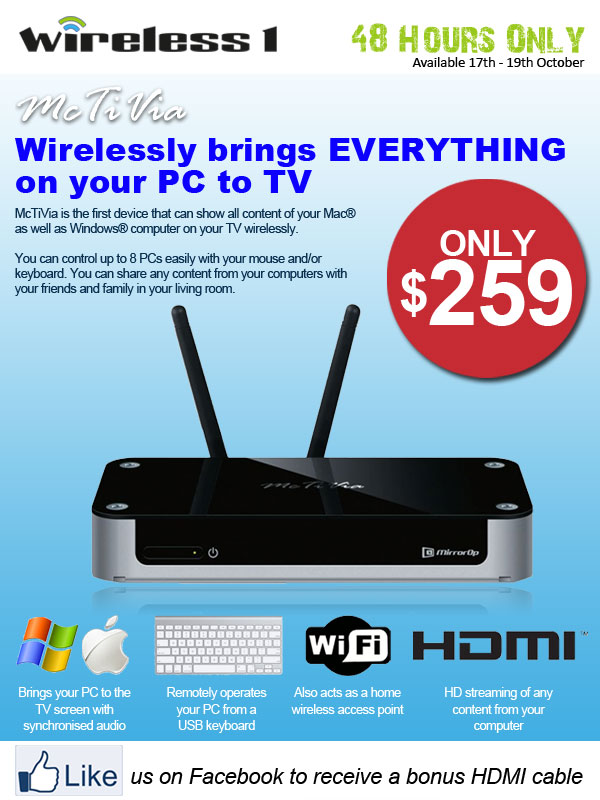 wireless 1
48 Hours Only
Available 17th - 19th October
McTiVia
Wirelessly brings EVERYTHING
on your PC to TV
McTiVia is the first device that can show all content of your Mac®
as well as Windows® computer on your TV wirelessly.
You can control up to 8 PCs easily with your mouse and/or
keyboard. You can share any content from your computers with
your friends and family in your living room.
ONLY
$259
McTiVia
MirrorOp
WiFi
HDMI™
Brings your PC to the
TV screen with
synchronised audio
Remotely operates
your PC from a
USB keyboard
Also acts as a home
wireless access point
HD streaming of any
content from your
computer
Like us on Facebook to receive a bonus HDMI cable